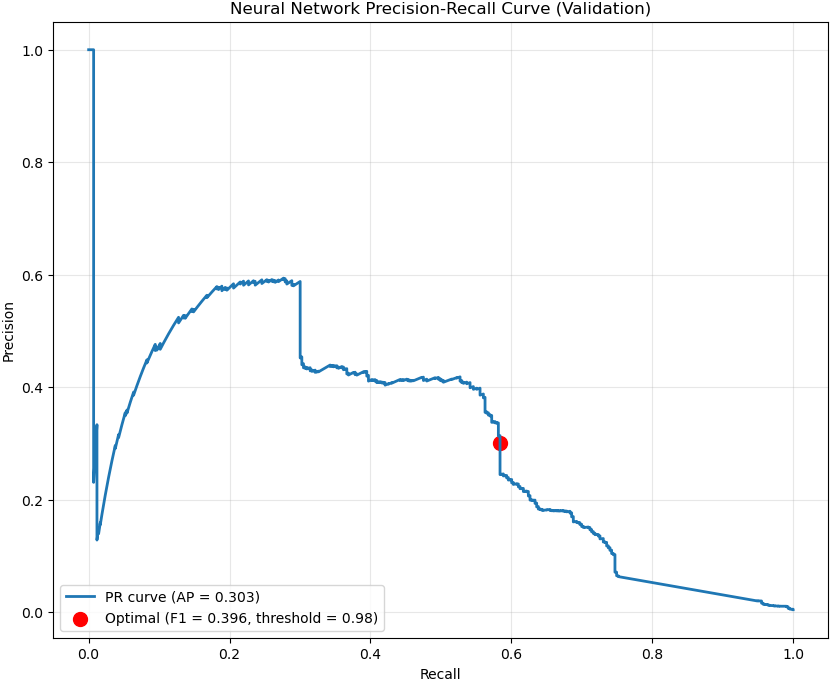 Neural Network Precision-Recall Curve (Validation)
1.0
0.8
0.6
0.4
0.2
0.0
Precision
0.0 0.2 0.4 0.6 0.8 1.0
Recall
PR curve (AP = 0.303)
Optimal (F1 = 0.396, threshold = 0.98)